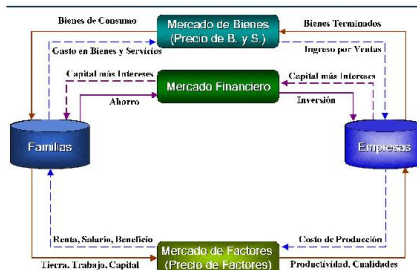 Bienes de Consumo
Mercado de Bienes
(Precio de B. y S.)
Bienes Terminados
Gasto en Bienes y Servicios
Ingreso por Ventas
Capital más Intereses
Mercado Financiero
Capital más Intereses
Ahorro
Inversión
Familias
Empresas
Renta, Salario, Beneficio
Costo de Producción
Mercado de Factores
(Precio de Factores)
Tierra, Trabajo, Capital
Productividad, Cualidades